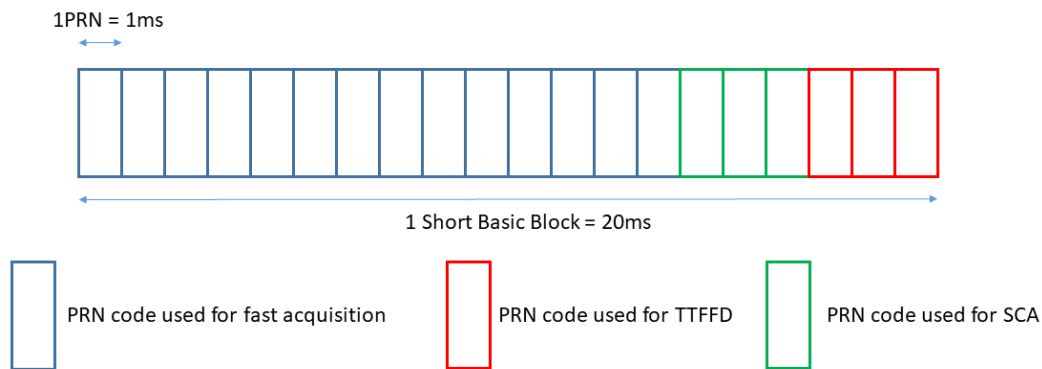 1PRN = 1ms
1 Short Basic Block = 20ms
PRN code used for fast acquisition
PRN code used for TTFFD
PRN code used for SCA